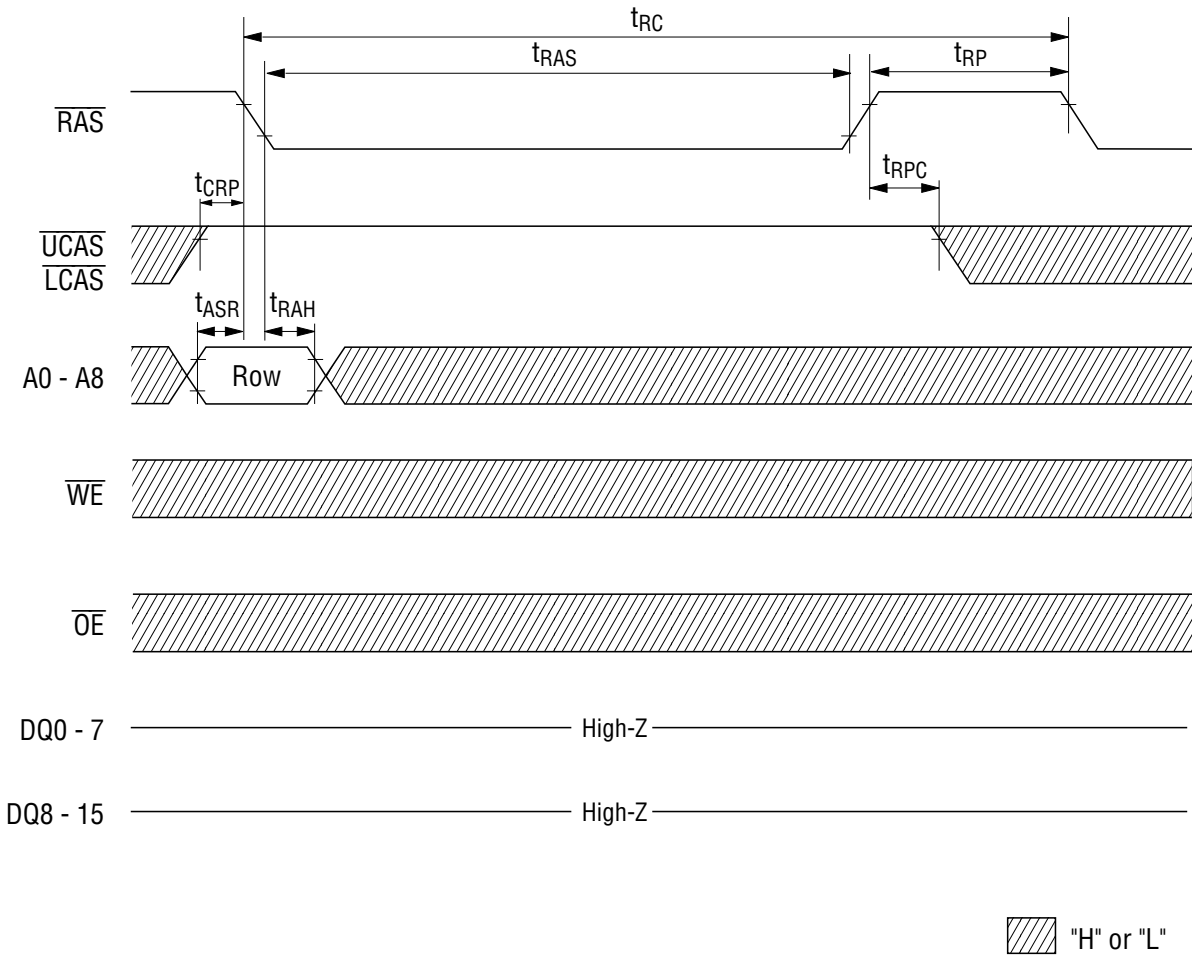 tRC
tRAS
tRP
RAS
tRPC
tCRP
UCAS
LCAS
tASR
tRAH
A0 - A8
Row
WE
OE
DQ0 - 7
High-Z
DQ8 - 15
High-Z
"H" or "L"